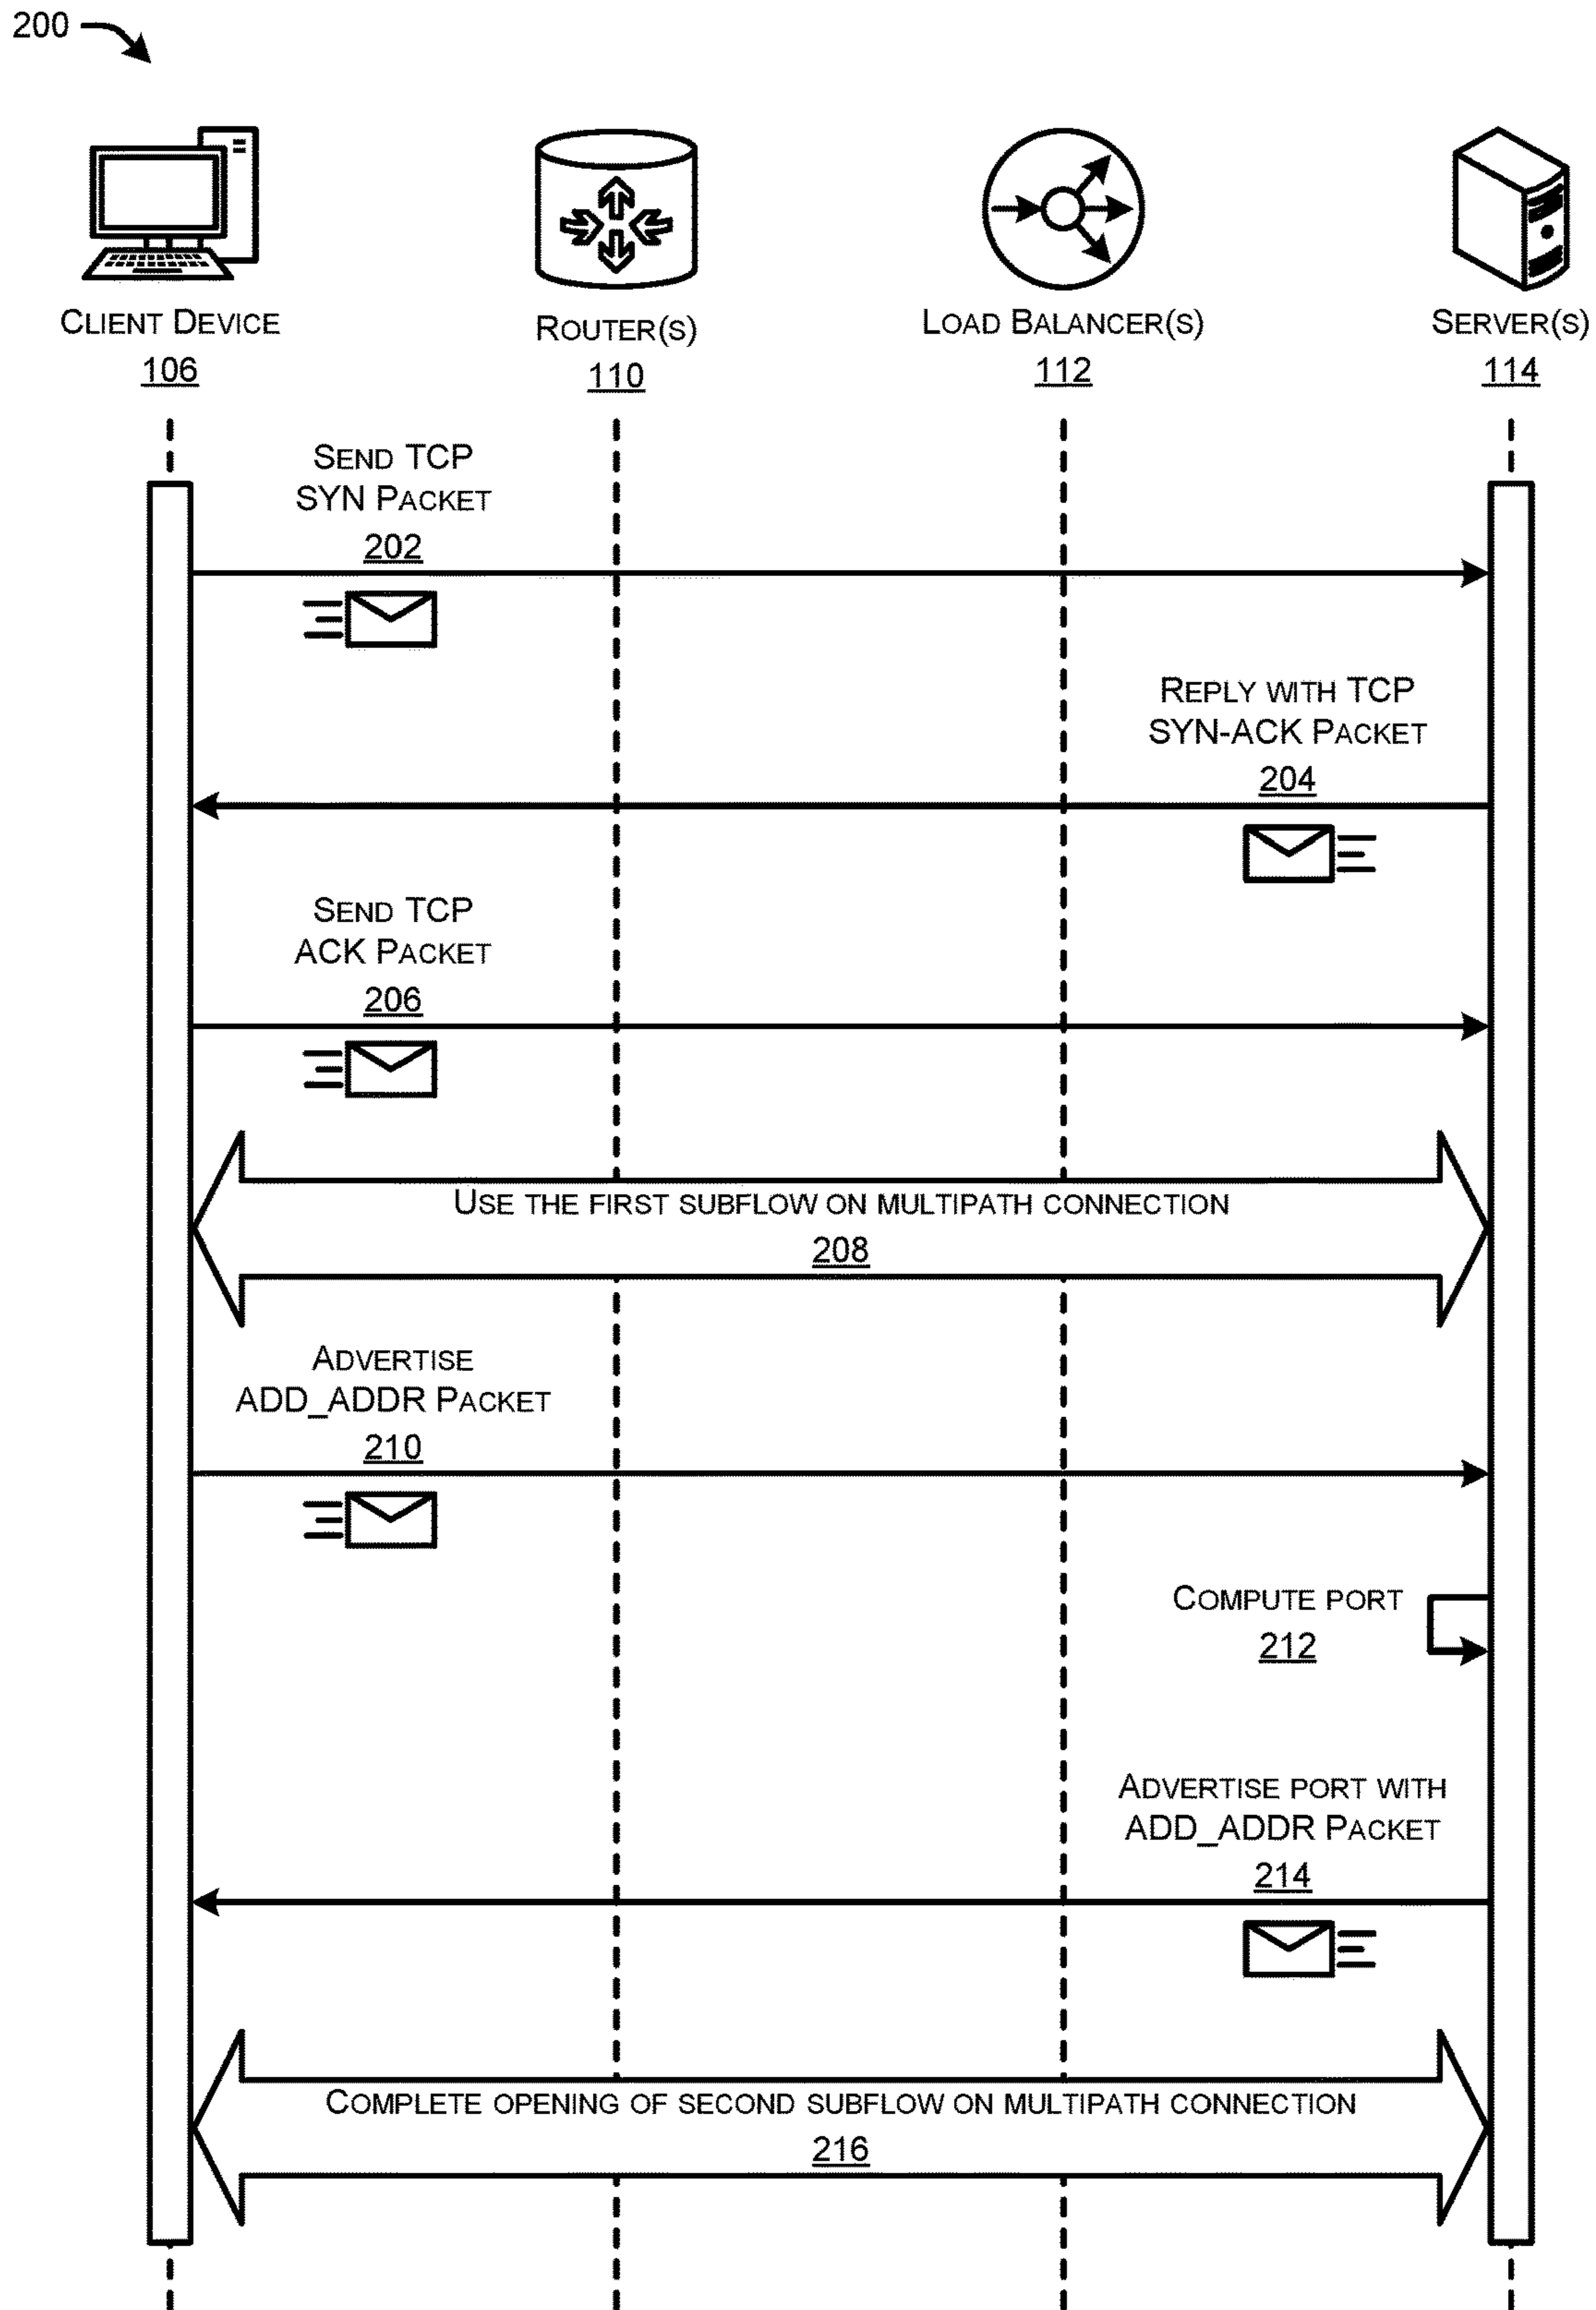 200
CLIENT DEVICE
106
ROUTER(S)
110
LOAD BALANCER(S)
112
SERVER(S)
114
SEND TCP
SYN PACKET
202
REPLY WITH TCP
SYN-ACK PACKET
204
SEND TCP
ACK PACKET
206
USE THE FIRST SUBFLOW ON MULTIPATH CONNECTION
208
ADVERTISE
ADD_ADDR PACKET
210
COMPUTE PORT
212
ADVERTISE PORT WITH
ADD_ADDR PACKET
214
COMPLETE OPENING OF SECOND SUBFLOW ON MULTIPATH CONNECTION
216